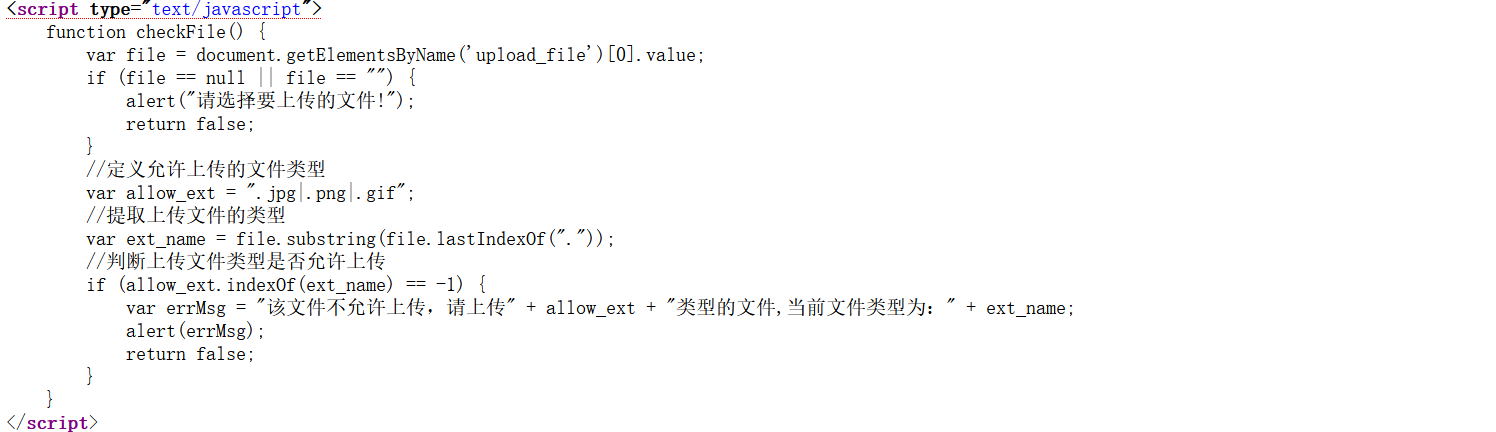 <script type="text/javascript">
    function checkFile() {
        var file = document.getElementsByName('upload_file')[0].value;
        if (file == null || file == "") {
            alert("请选择要上传的文件!");
            return false;
        }
        //定义允许上传的文件类型
        var allow_ext = ".jpg|.png|.gif";
        //提取上传文件的类型
        var ext_name = file.substring(file.lastIndexOf("."));
        //判断上传文件类型是否允许上传
        if (allow_ext.indexOf(ext_name) == -1) {
            var errMsg = "该文件不允许上传，请上传" + allow_ext + "类型的文件,当前文件类型为：" + ext_name;
            alert(errMsg);
            return false;
        }
    }
</script>